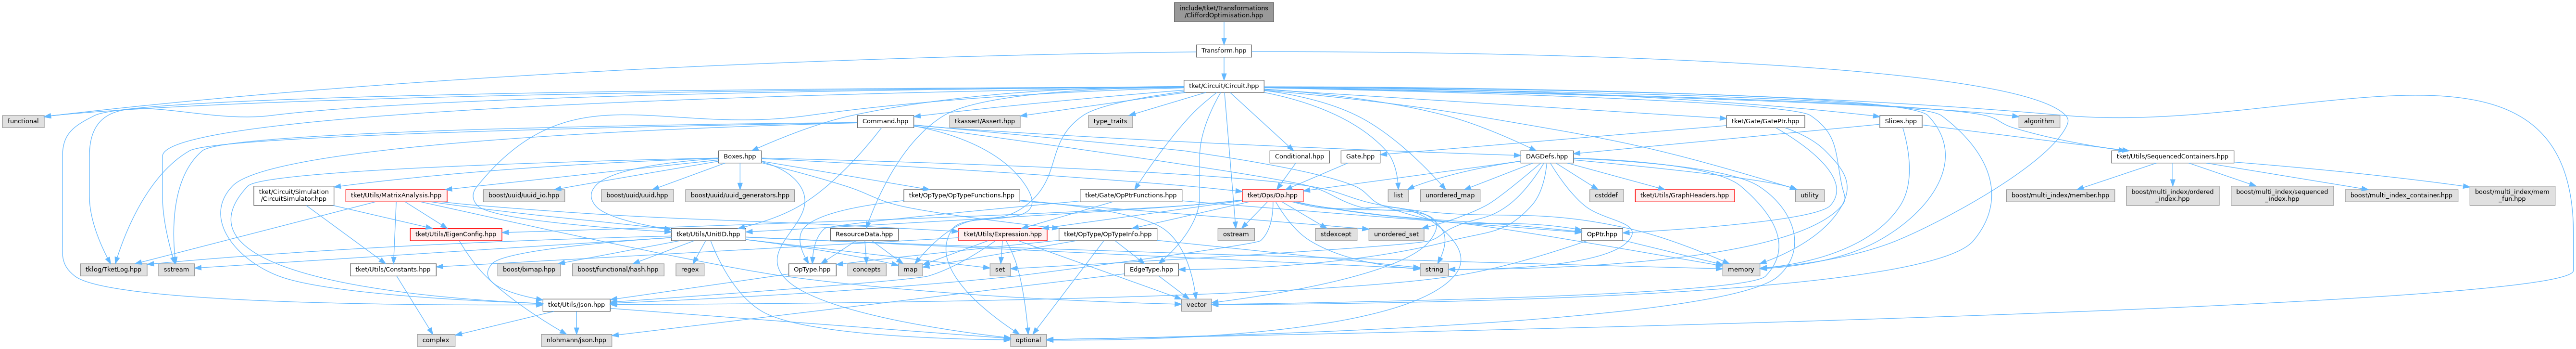 include/tket/Transformations
/CliffordOptimisation.hpp
Transform.hpp
tket/Circuit/Circuit.hpp
functional
Command.hpp
tkassert/Assert.hpp
type_traits
tket/Gate/GatePtr.hpp
Slices.hpp
algorithm
Boxes.hpp
Conditional.hpp
Gate.hpp
DAGDefs.hpp
tket/Utils/SequencedContainers.hpp
tket/Circuit/Simulation
/CircuitSimulator.hpp
tket/Utils/MatrixAnalysis.hpp
boost/uuid/uuid_io.hpp
boost/uuid/uuid.hpp
boost/uuid/uuid_generators.hpp
tket/OpType/OpTypeFunctions.hpp
tket/Gate/OpPtrFunctions.hpp
tket/Ops/Op.hpp
list
unordered_map
cstddef
tket/Utils/GraphHeaders.hpp
utility
boost/multi_index/member.hpp
boost/multi_index/ordered
_index.hpp
boost/multi_index/sequenced
_index.hpp
boost/multi_index_container.hpp
boost/multi_index/mem
_fun.hpp
tket/Utils/EigenConfig.hpp
tket/Utils/UnitID.hpp
ResourceData.hpp
tket/Utils/Expression.hpp
tket/OpType/OpTypeInfo.hpp
ostream
stdexcept
unordered_set
OpPtr.hpp
tklog/TketLog.hpp
sstream
tket/Utils/Constants.hpp
boost/bimap.hpp
boost/functional/hash.hpp
regex
OpType.hpp
concepts
map
set
EdgeType.hpp
string
memory
tket/Utils/Json.hpp
vector
complex
nlohmann/json.hpp
optional